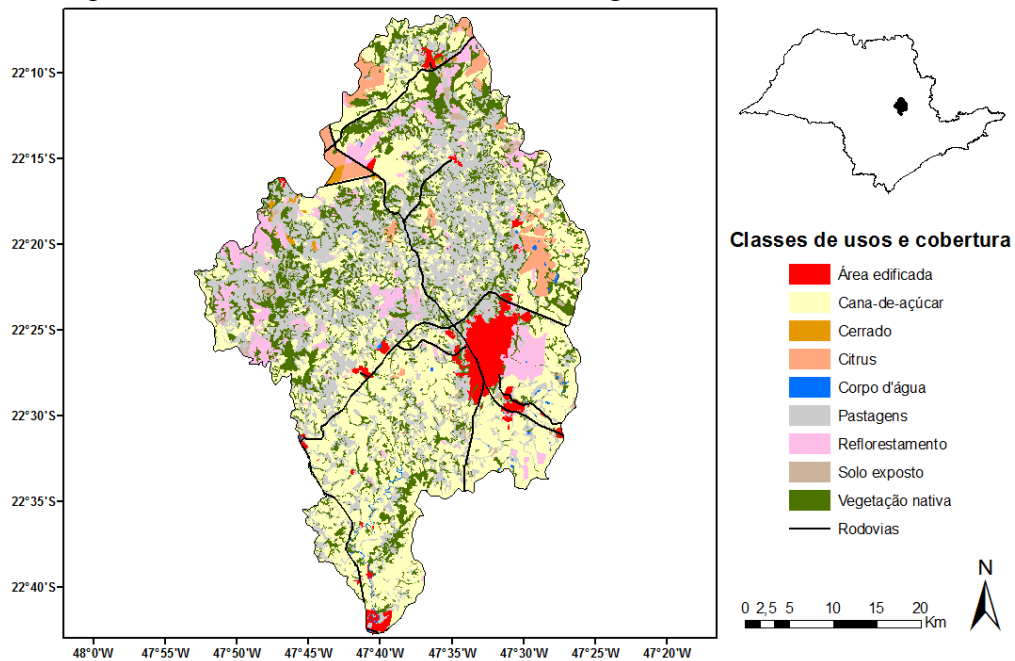 22°10'S
22°15'S
22°20'S
22°25'S
22°30'S
22°35'S
22°40'S
48°0'W 47°55'W 47°50'W 47°45'W 47°40'W 47°35'W 47°30'W 47°25'W 47°20'W
Classes de usos e cobertura
Área edificada
Cana-de-açúcar
Cerrado
Citrus
Corpo d'água
Pastagens
Reflorestamento
Solo exposto
Vegetação nativa
Rodovias
N
0 2,5 5 10 15 20
Km